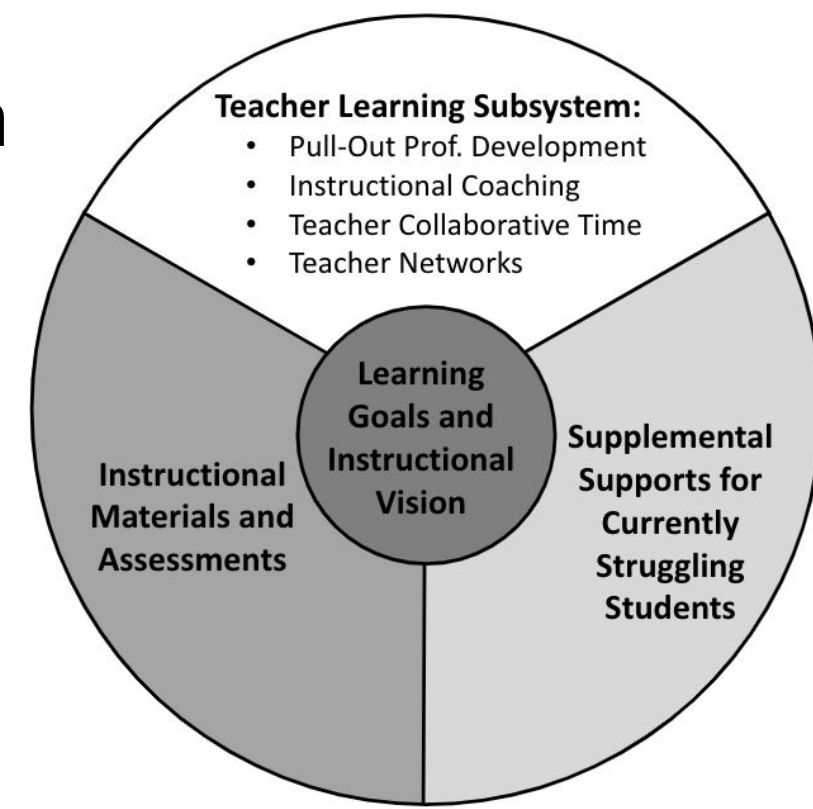 n
Teacher Learning Subsystem:
• Pull-Out Prof. Development
• Instructional Coaching
• Teacher Collaborative Time
• Teacher Networks
Learning
Goals and
Instructional
Vision
Instructional
Materials and
Assessments
Supplemental
Supports for
Currently
Struggling
Students